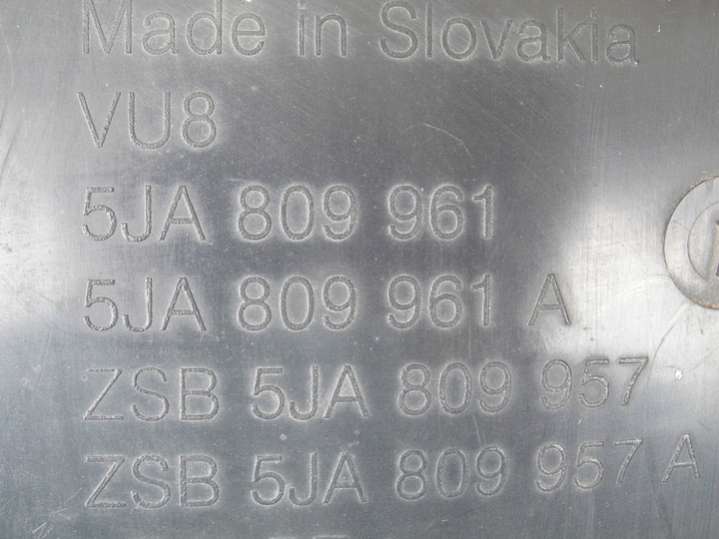 Made in Slovakia
VU8
5JA 809 961
5JA 809 961 A
ZSB 5JA 809 957
ZSB 5JA 809 957 A